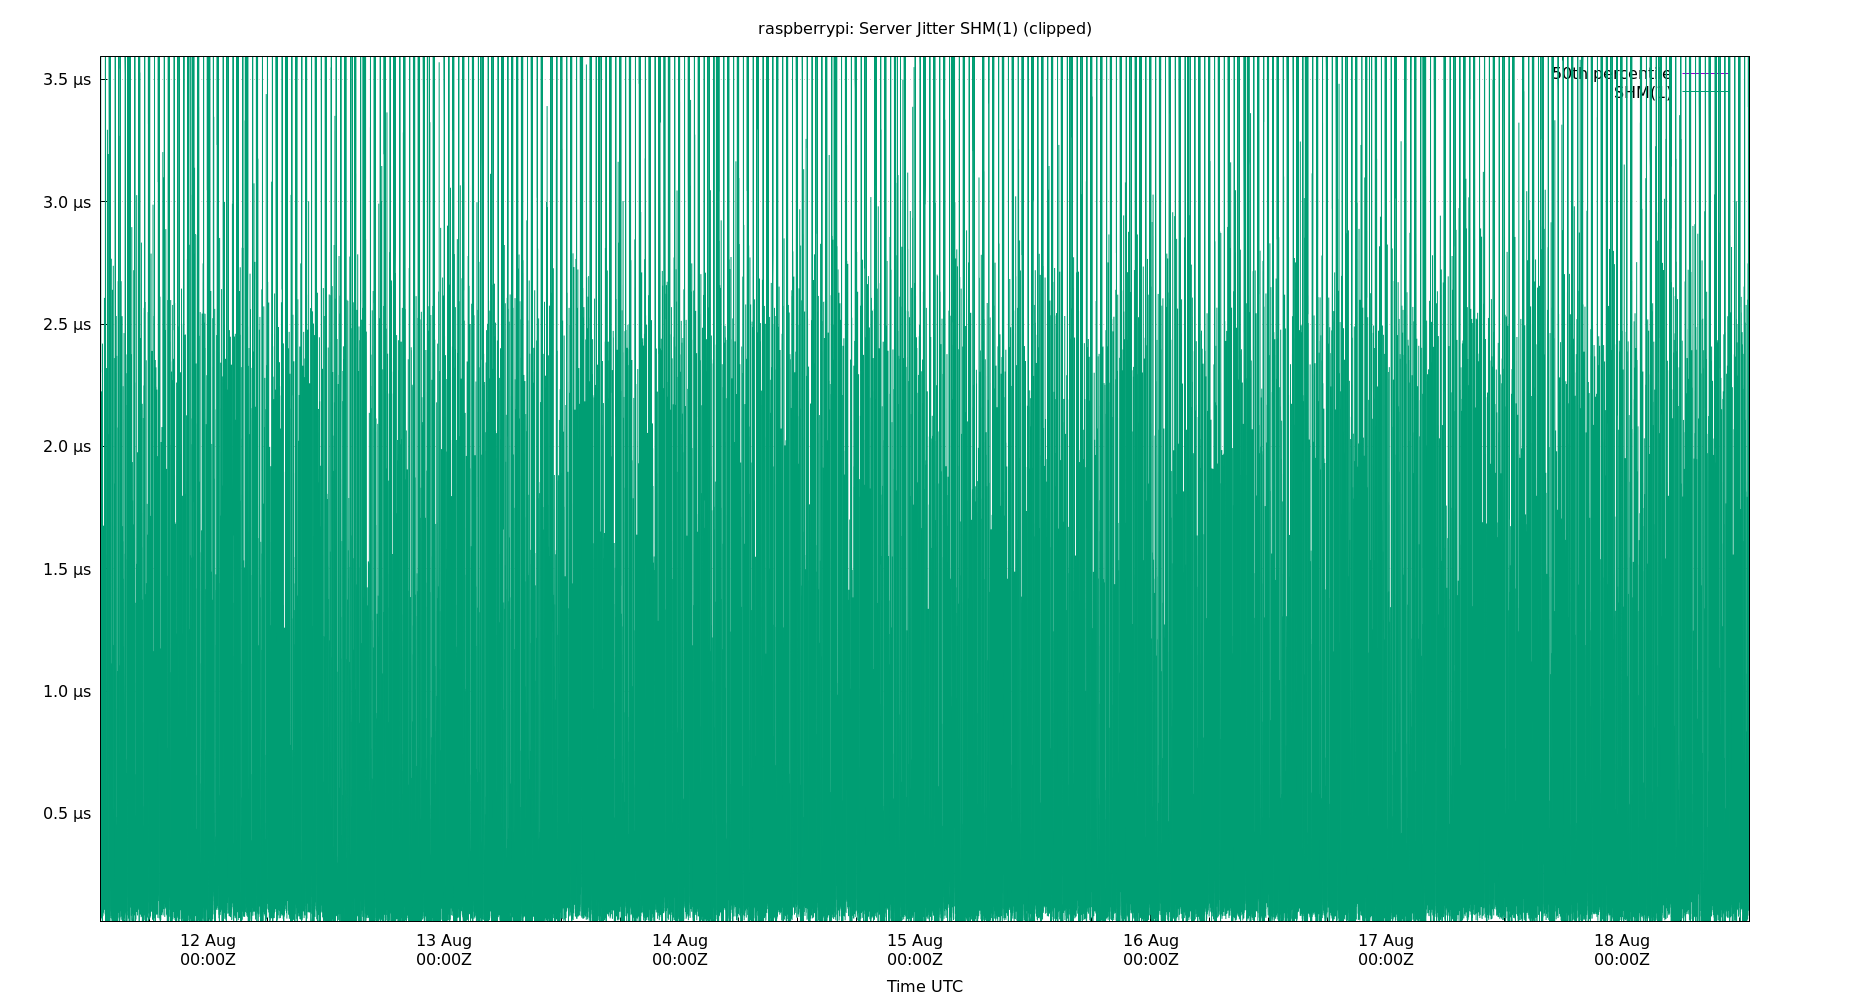 raspberrypi: Server Jitter SHM(1) (clipped)
3.5 µs
50th percentile
SHM(1)
3.0 µs
2.5 µs
2.0 µs
1.5 µs
1.0 µs
0.5 µs
12 Aug 13 Aug 14 Aug 15 Aug 16 Aug 17 Aug 18 Aug
00:00Z 00:00Z 00:00Z 00:00Z 00:00Z 00:00Z 00:00Z
Time UTC